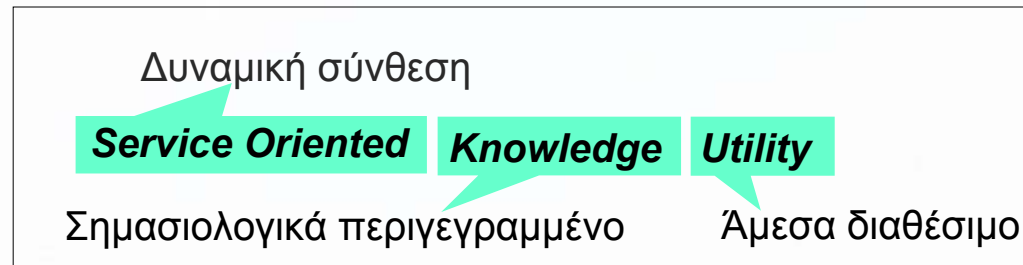 Δυναμική σύνθεση
Service Oriented Knowledge Utility
Σημασιολογικά περιγεγραμμένο Άμεσα διαθέσιμο